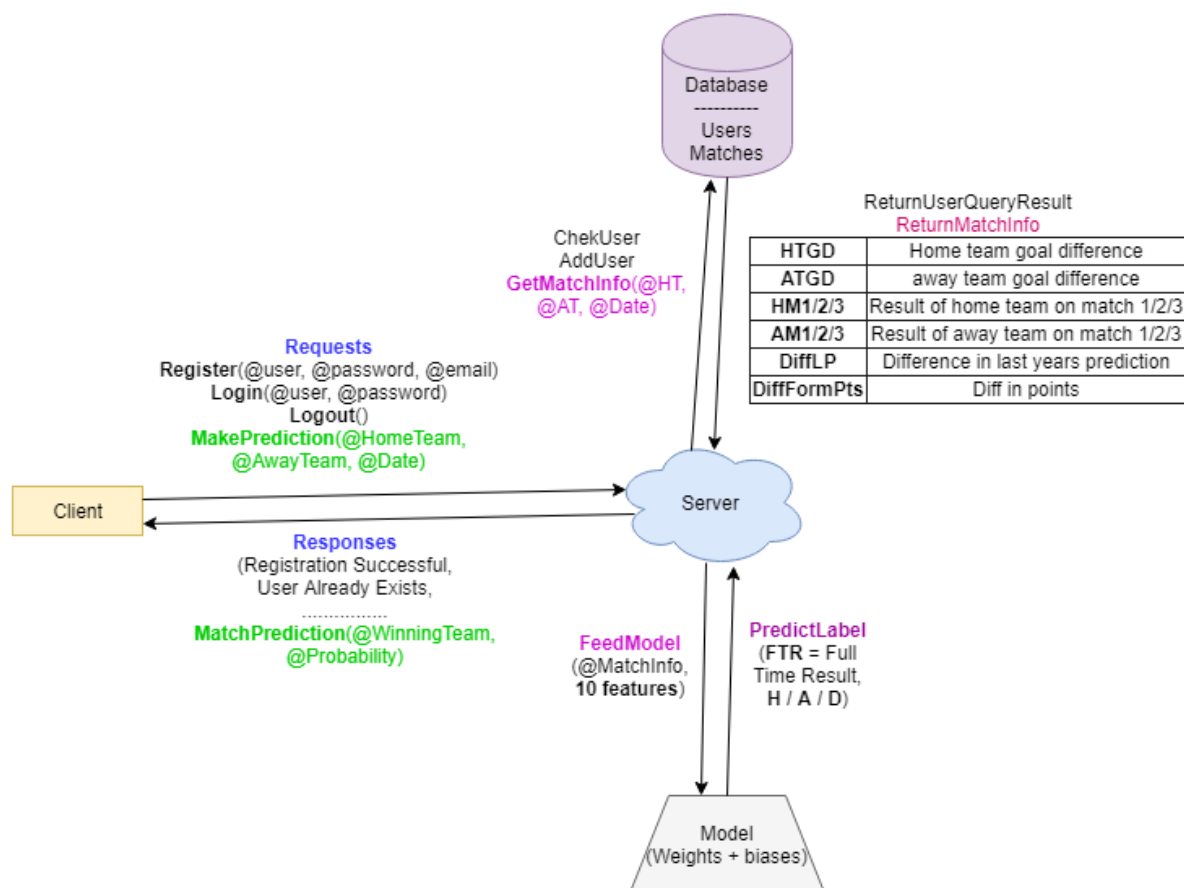 Database
----------
Users
Matches
ReturnUserQueryResult
ReturnMatchInfo
HTGD Home team goal difference
ATGD away team goal difference
HM1/2/3 Result of home team on match 1/2/3
AM1/2/3 Result of away team on match 1/2/3
DiffLP Difference in last years prediction
DiffFormPts Diff in points
ChekUser
AddUser
GetMatchInfo(@HT,
@AT, @Date)
Requests
Register(@user, @password, @email)
Login(@user, @password)
Logout()
MakePrediction(@HomeTeam,
@AwayTeam, @Date)
Client
Server
Responses
(Registration Successful,
User Already Exists,
................
MatchPrediction(@WinningTeam,
@Probability)
FeedModel
(@MatchInfo,
10 features)
PredictLabel
(FTR = Full
Time Result,
H / A / D)
Model
(Weights + biases)